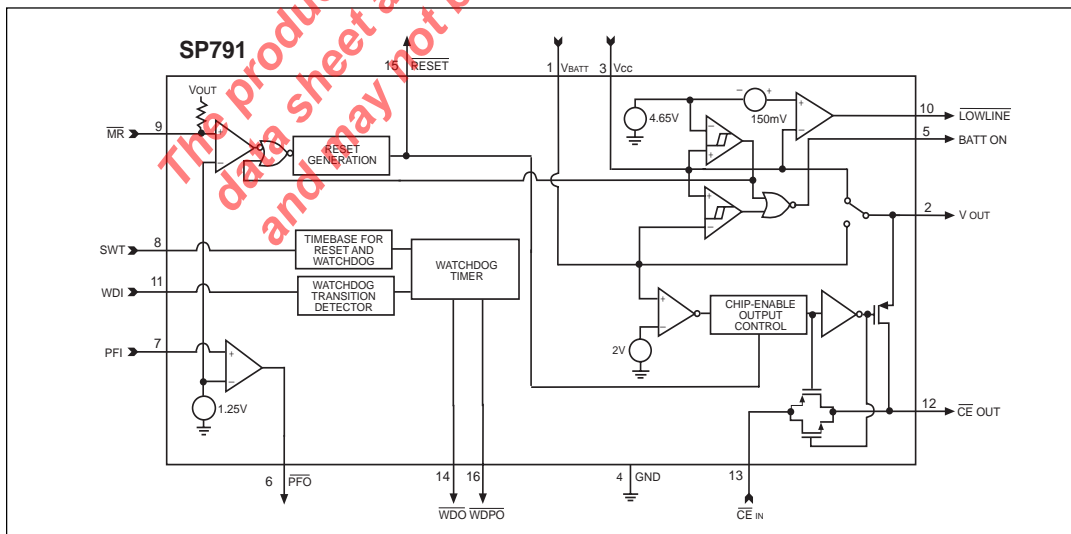 The produc
data sheet a
and may not b
SP791
15 RESET
1 VBATT
3 Vcc
VOUT
MR 9
+
−
RESET
GENERATION
4.65V
− +
150mV
+
−
10 LOWLINE
5 BATT ON
−
+
+
−
2 V OUT
SWT 8
TIMEBASE FOR
RESET AND
WATCHDOG
WATCHDOG
TIMER
WDI 11
WATCHDOG
TRANSITION
DETECTOR
+
−
CHIP-ENABLE
OUTPUT
CONTROL
2V
PFI 7
+
−
1.25V
12 CE OUT
6 PFO
14 WDO
16 WDPO
4 GND
13 CE IN